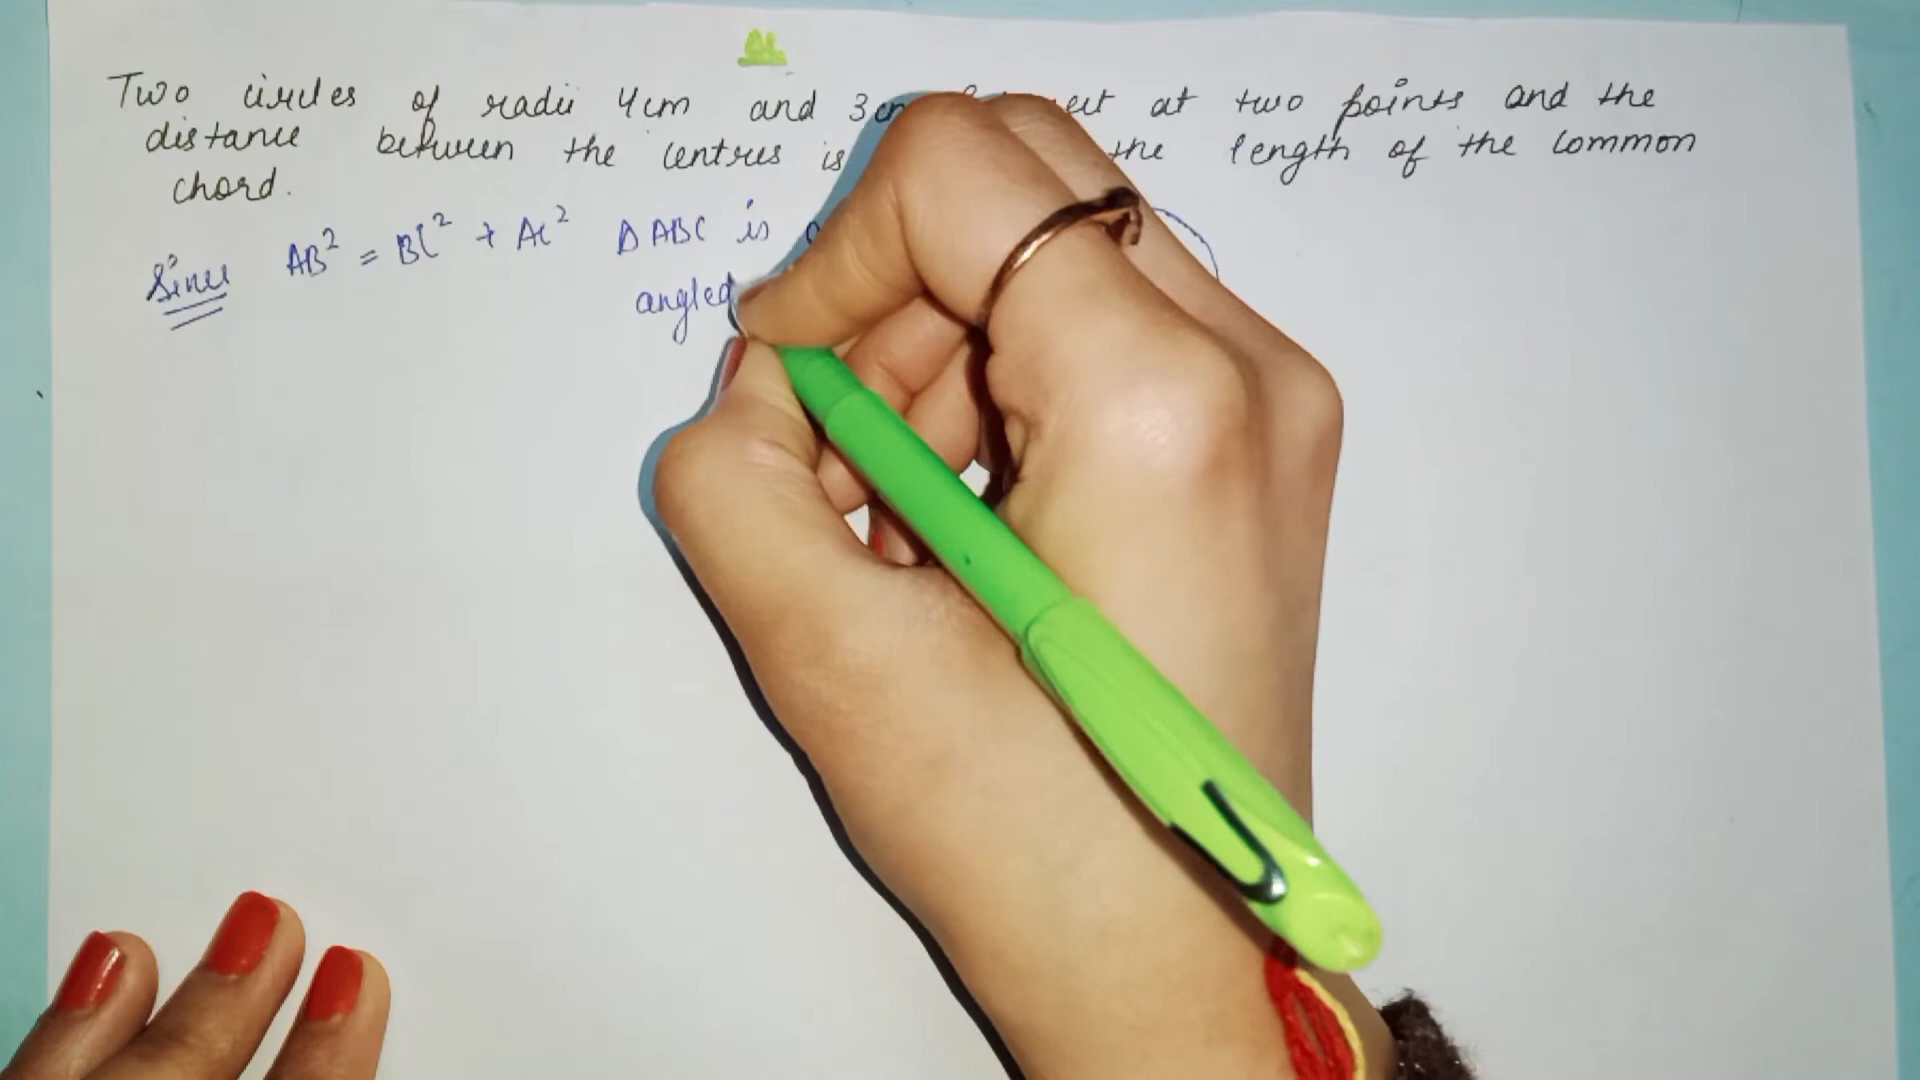 Two circles of radii 4cm and 3cm at two points and the
distance between the centres is the length of the common
chord.
Since AB² = BC² + AC² Δ ABC is
angled